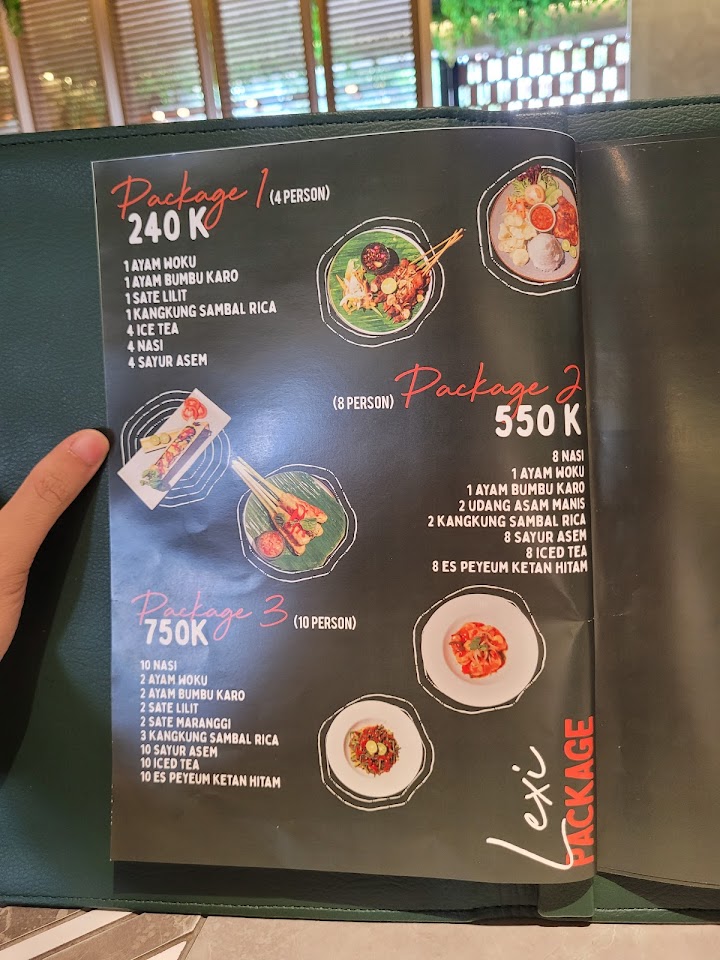 Package 1 (4 PERSON)
240 K
1 AYAM WOKU
1 AYAM BUMBU KARO
1 SATE LILIT
1 KANGKUNG SAMBAL RICA
4 ICE TEA
4 NASI
4 SAYUR ASEM
(8 PERSON) Package 2
550 K
8 NASI
1 AYAM WOKU
1 AYAM BUMBU KARO
2 UDANG ASAM MANIS
2 KANGKUNG SAMBAL RICA
8 SAYUR ASEM
8 ICED TEA
8 ES PEYEUM KETAN HITAM
Package 3 (10 PERSON)
750K
10 NASI
2 AYAM WOKU
2 AYAM BUMBU KARO
2 SATE LILIT
2 SATE MARANGGI
3 KANGKUNG SAMBAL RICA
10 SAYUR ASEM
10 ICED TEA
10 ES PEYEUM KETAN HITAM
Lexi
PACKAGE